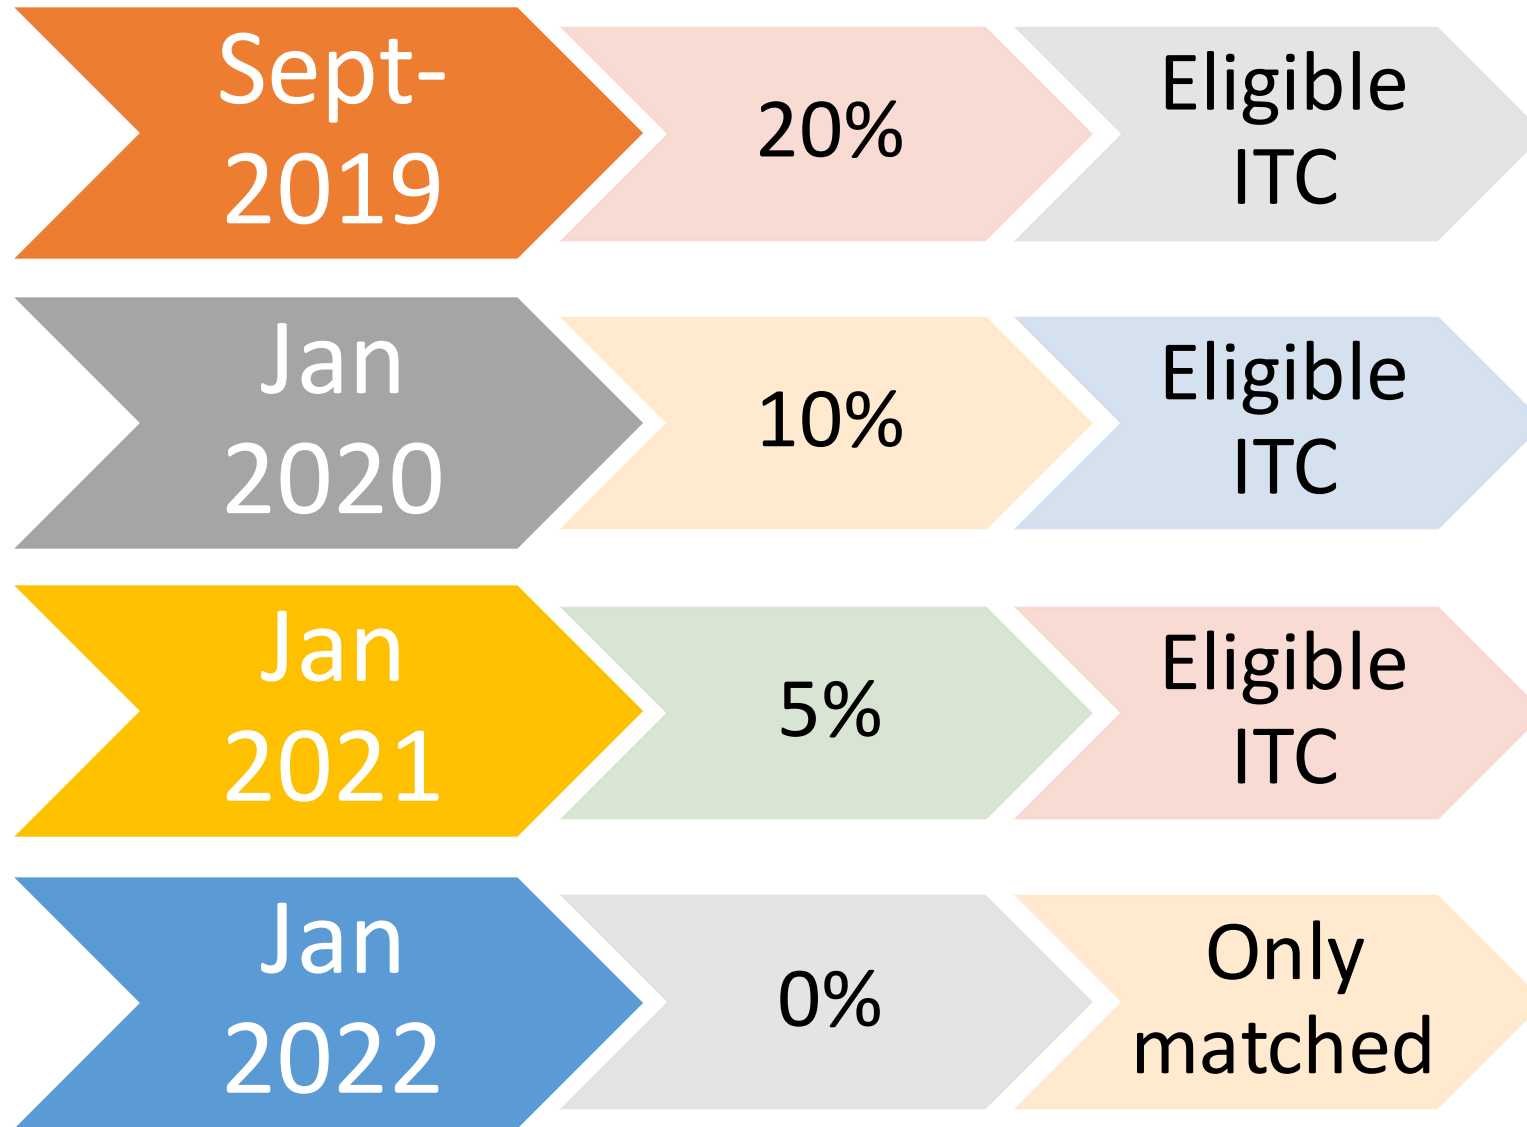 Sept-
2019
20%
Eligible
ITC
Jan
2020
10%
Eligible
ITC
Jan
2021
5%
Eligible
ITC
Jan
2022
0%
Only
matched